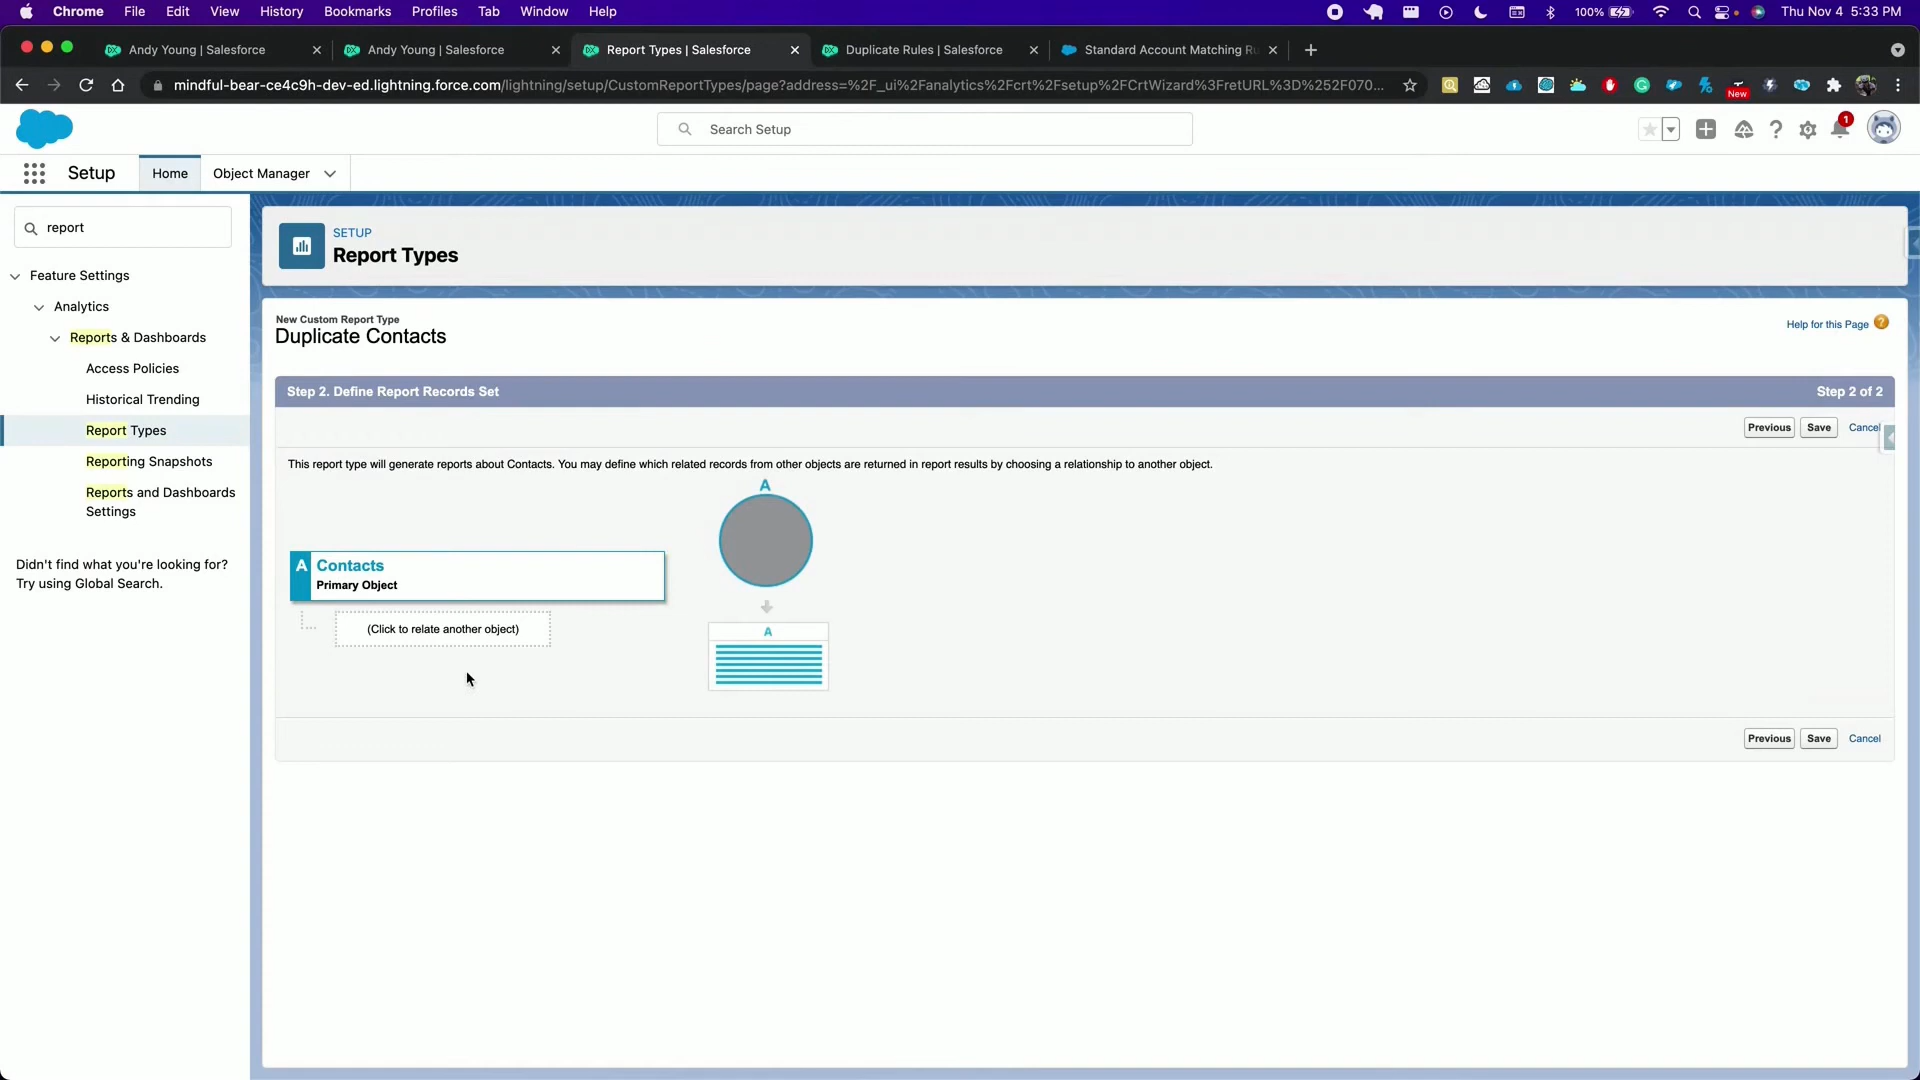 Chrome File Edit View History Bookmarks Profiles Tab Window Help 100% Thu Nov 4 5:33 PM
Andy Young | Salesforce Andy Young | Salesforce Report Types | Salesforce Duplicate Rules | Salesforce Standard Account Matching Ru
mindful-bear-ce4c9h-dev-ed.lightning.force.com/lightning/setup/CustomReportTypes/page?address=%2F_ui%2Fanalytics%2Fcrt%2Fsetup%2FCrtWizard%3FretURL%3D%252F070...
New
Search Setup
1
Setup Home Object Manager
report
Feature Settings
Analytics
Reports & Dashboards
Access Policies
Historical Trending
Report Types
Reporting Snapshots
Reports and Dashboards
Settings
Didn't find what you're looking for?
Try using Global Search.
SETUP
Report Types
New Custom Report Type
Duplicate Contacts
Help for this Page ?
Step 2. Define Report Records Set Step 2 of 2
Previous Save Cancel
This report type will generate reports about Contacts. You may define which related records from other objects are returned in report results by choosing a relationship to another object.
A
A Contacts
Primary Object
(Click to relate another object)
A
Previous Save Cancel